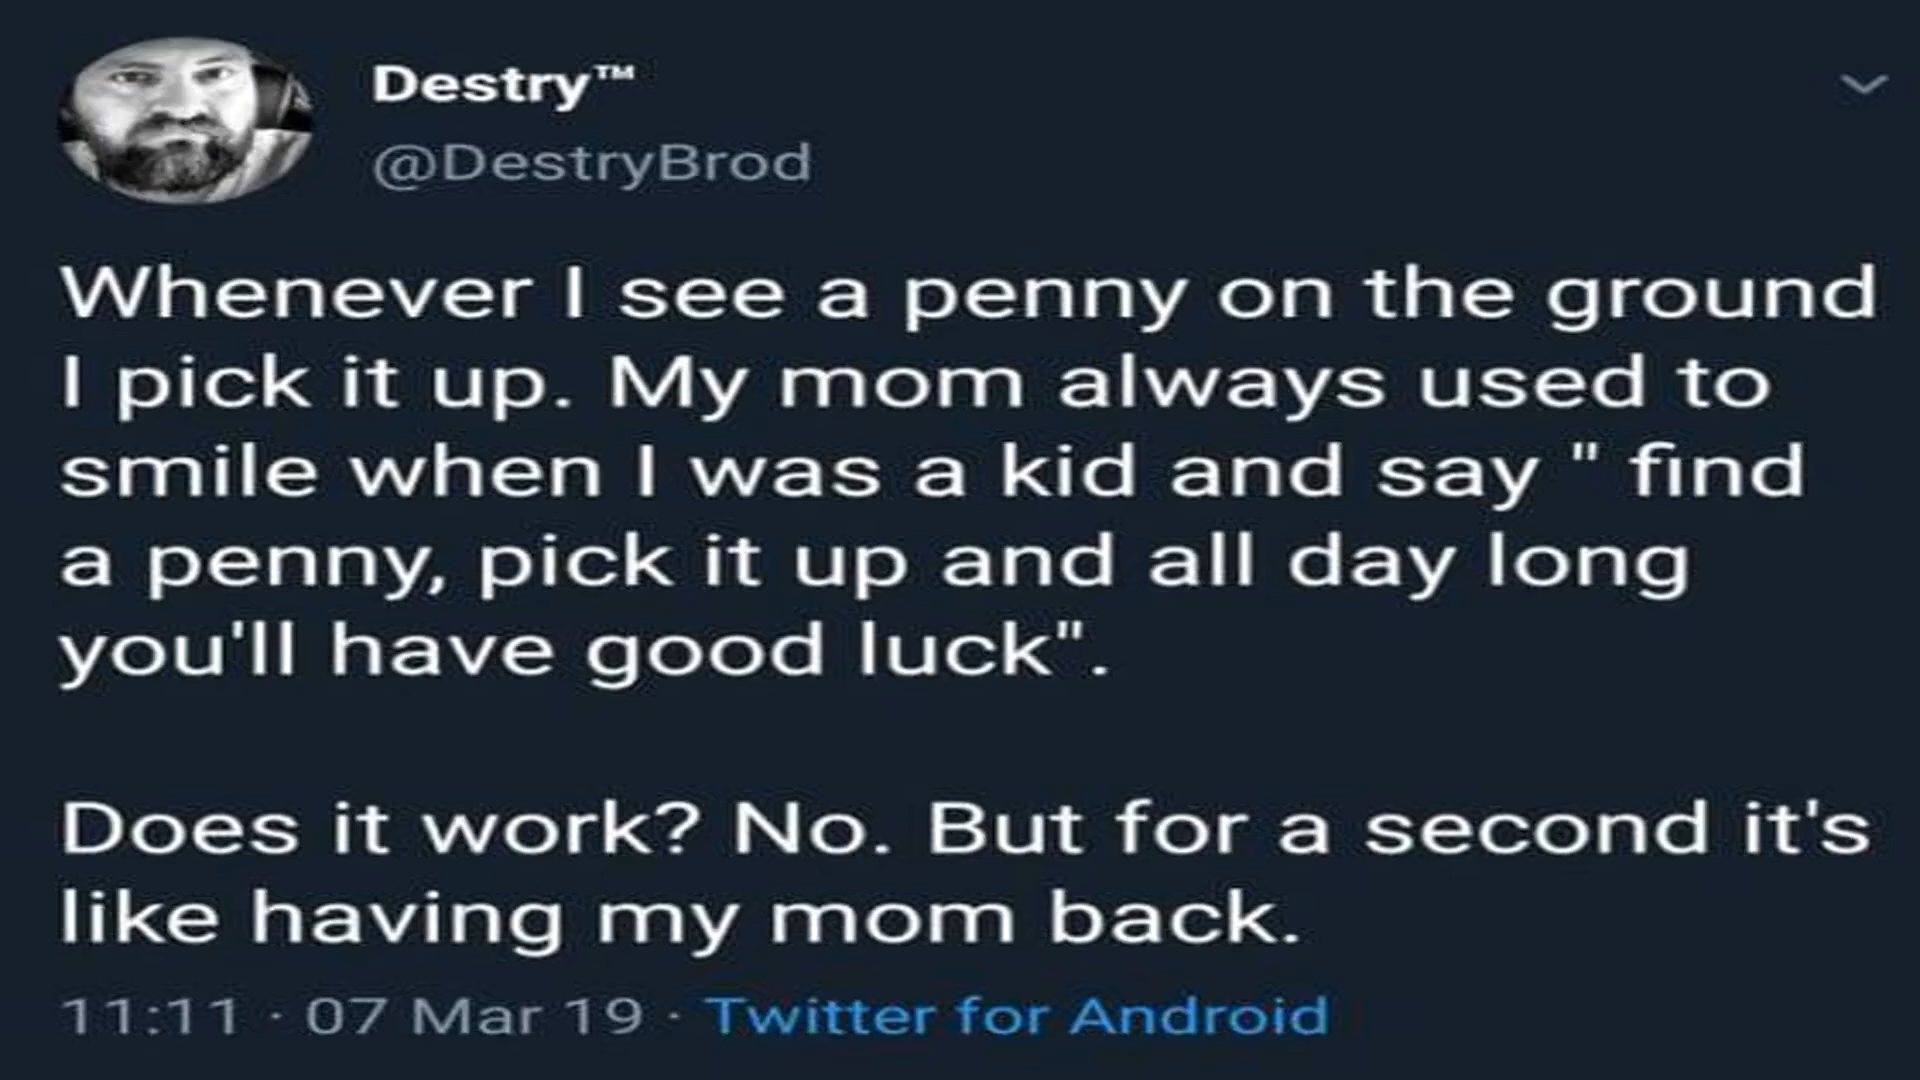 Destry™
@DestryBrod
Whenever I see a penny on the ground
I pick it up. My mom always used to
smile when I was a kid and say " find
a penny, pick it up and all day long
you'll have good luck".
Does it work? No. But for a second it's
like having my mom back.
11:11 · 07 Mar 19 · Twitter for Android